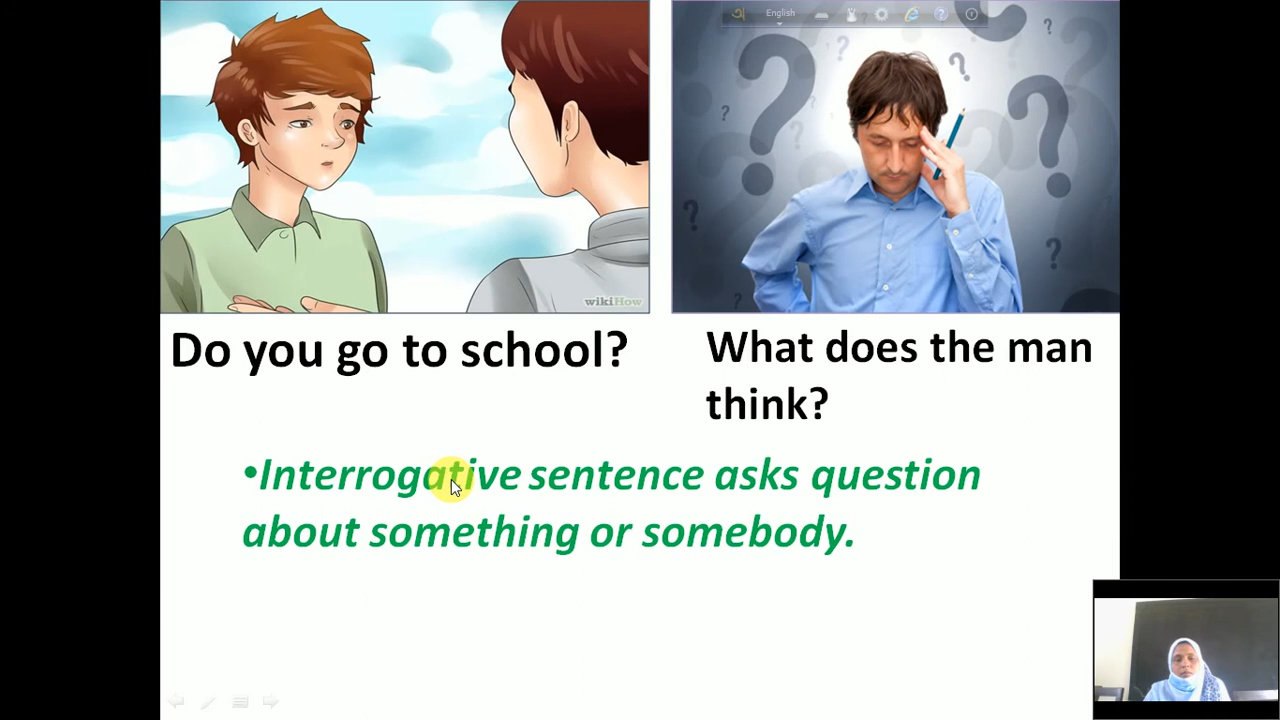 অ English
wikiHow
Do you go to school?
What does the man
think?
•Interrogative sentence asks question
about something or somebody.